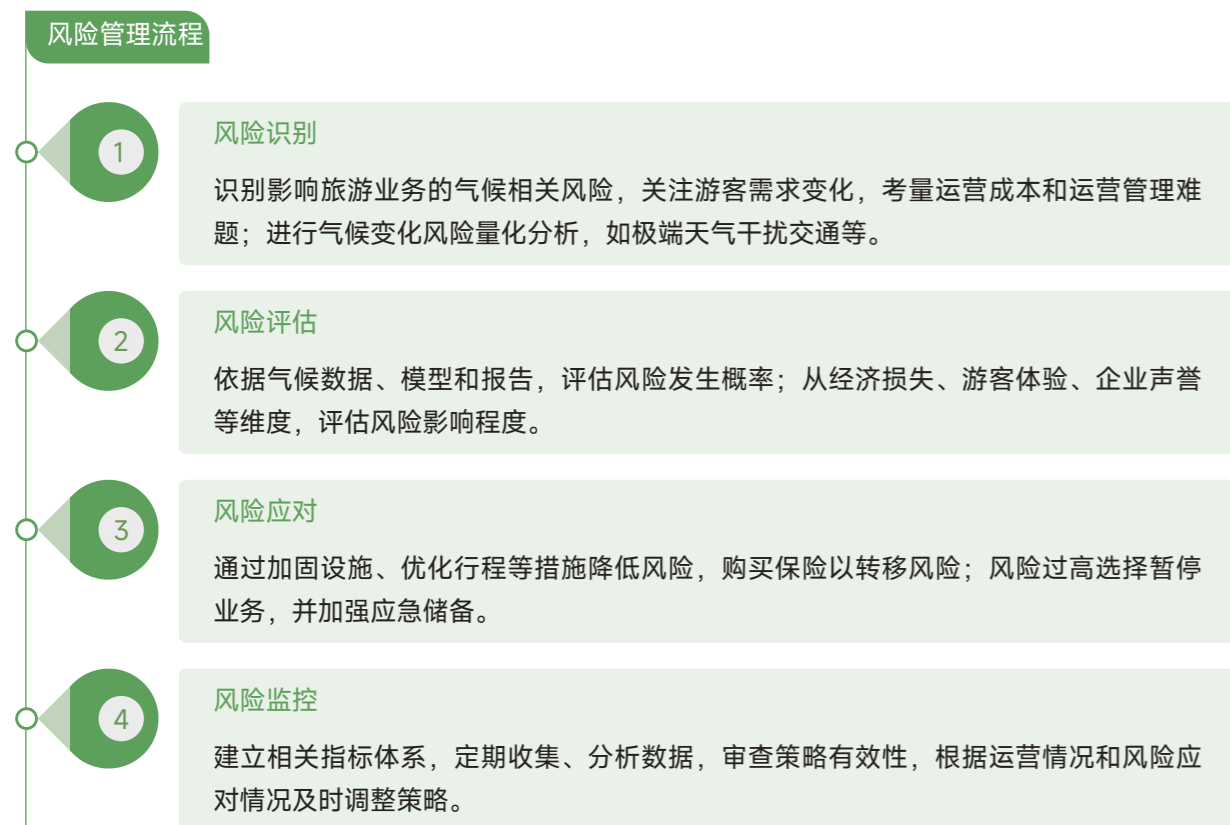 风险管理流程
1
风险识别
识别影响旅游业务的气候相关风险，关注游客需求变化，考量运营成本和运营管理难
题；进行气候变化风险量化分析，如极端天气干扰交通等。
2
风险评估
依据气候数据、模型和报告，评估风险发生概率；从经济损失、游客体验、企业声誉
等维度，评估风险影响程度。
3
风险应对
通过加固设施、优化行程等措施降低风险，购买保险以转移风险；风险过高选择暂停
业务，并加强应急储备。
4
风险监控
建立相关指标体系，定期收集、分析数据，审查策略有效性，根据运营情况和风险应
对情况及时调整策略。